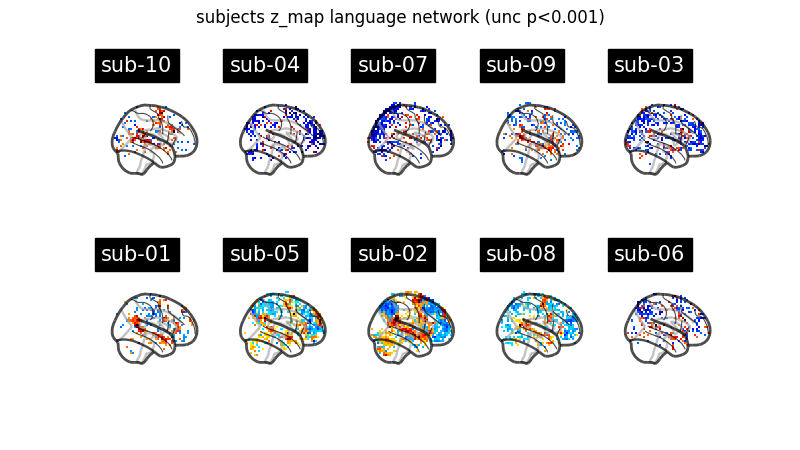 subjects z_map language network (unc p<0.001)
sub-10 sub-04 sub-07 sub-09 sub-03
sub-01 sub-05 sub-02 sub-08 sub-06